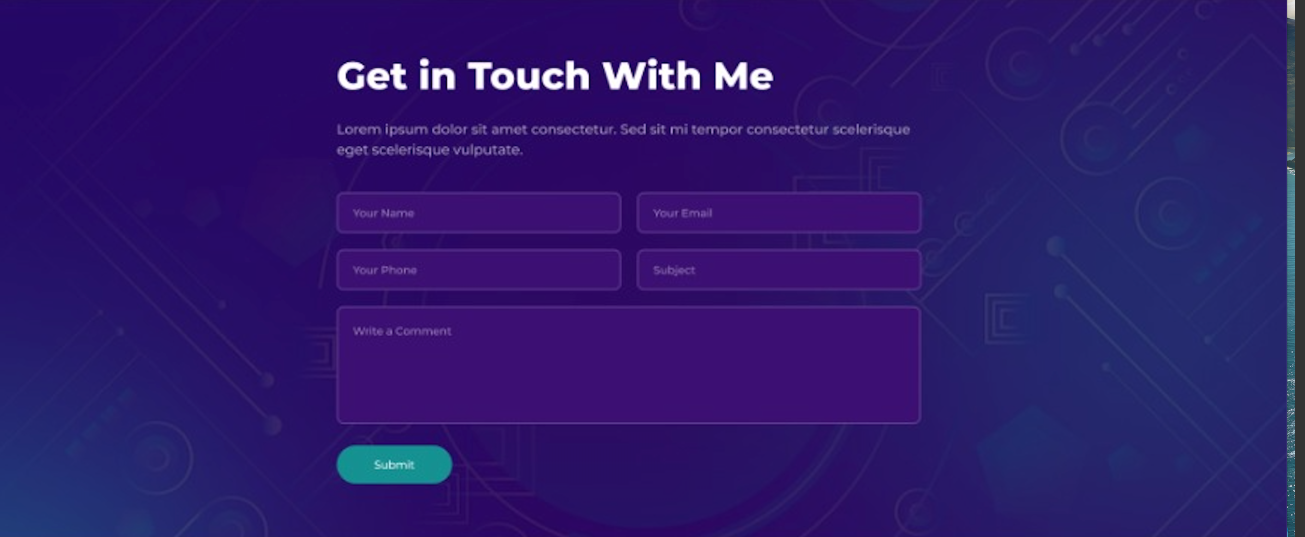 Get in Touch With Me
Lorem ipsum dolor sit amet consectetur. Sed sit mi tempor consectetur scelerisque
eget scelerisque vulputate.
Your Name
Your Email
Your Phone
Subject
Write a Comment
Submit